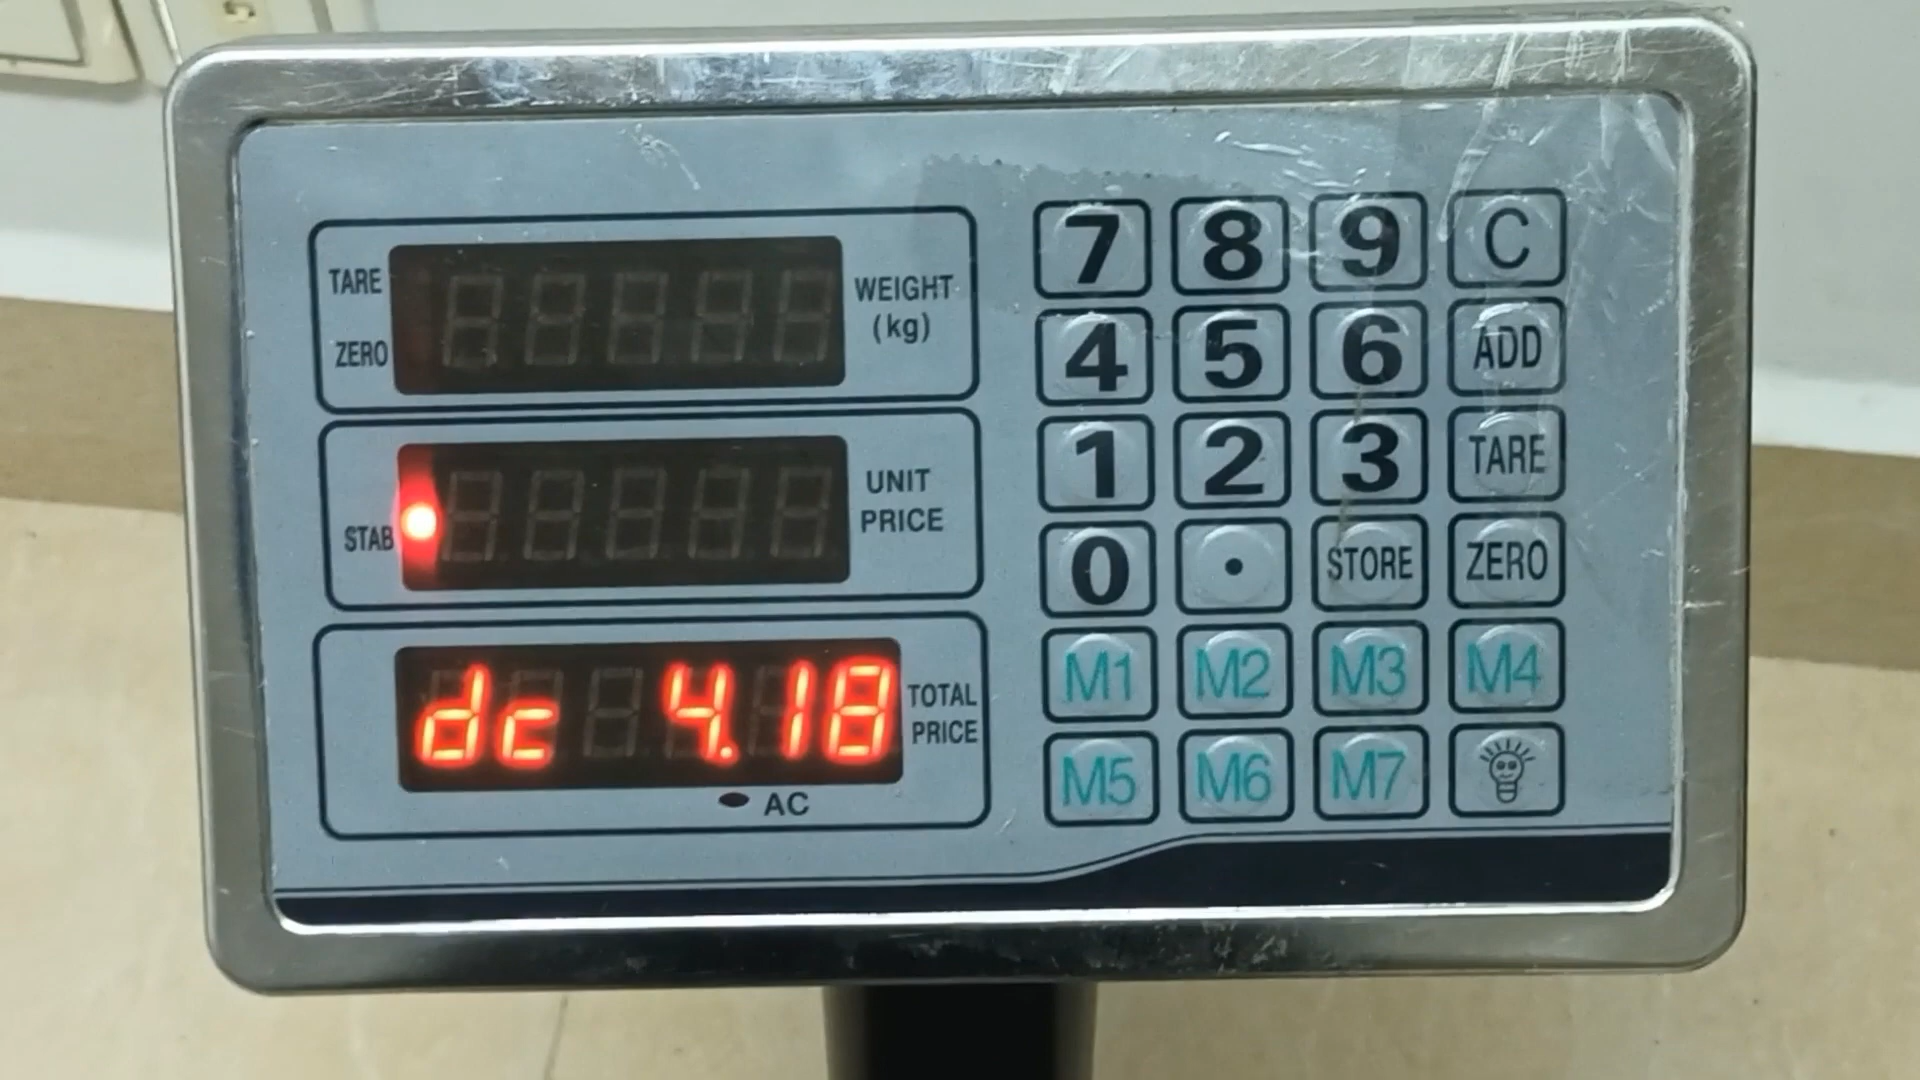 TARE
ZERO
WEIGHT
(kg)
STAB
UNIT
PRICE
dc 4.18
TOTAL
PRICE
AC
7 8 9 C
4 5 6 ADD
1 2 3 TARE
0 . STORE ZERO
M1 M2 M3 M4
M5 M6 M7